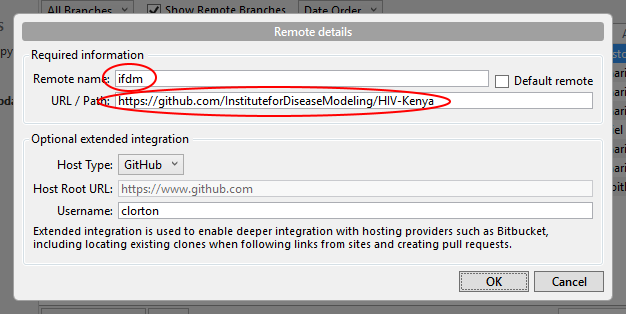 All Branches
Show Remote Branches
Date Order
Remote details
Required information
Remote name: ifdm
Default remote
URL / Path: https://github.com/InstituteforDiseaseModeling/HIV-Kenya
Optional extended integration
Host Type: GitHub
Host Root URL: https://www.github.com
Username: clorton
Extended integration is used to enable deeper integration with hosting providers such as Bitbucket,
including locating existing clones when following links from sites and creating pull requests.
OK
Cancel